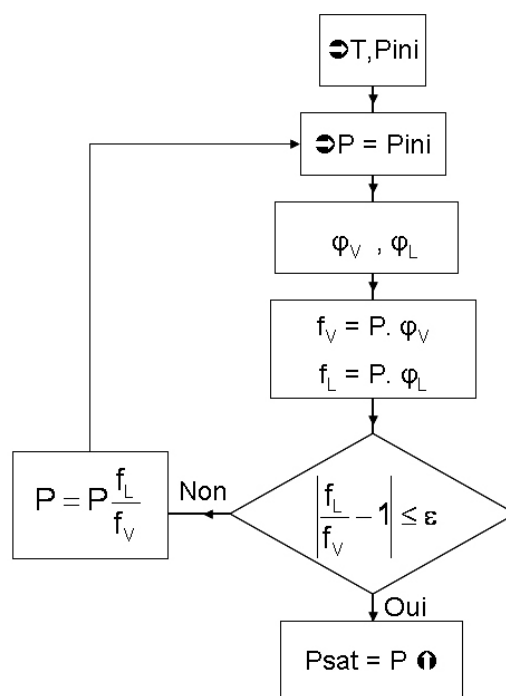 ➲T,Pini
➲P = Pini
φV , φL
fV = P. φV
fL = P. φL
P = P fL/fV
Non
|fL/fV − 1| ≤ ε
Oui
Psat = P ⮉